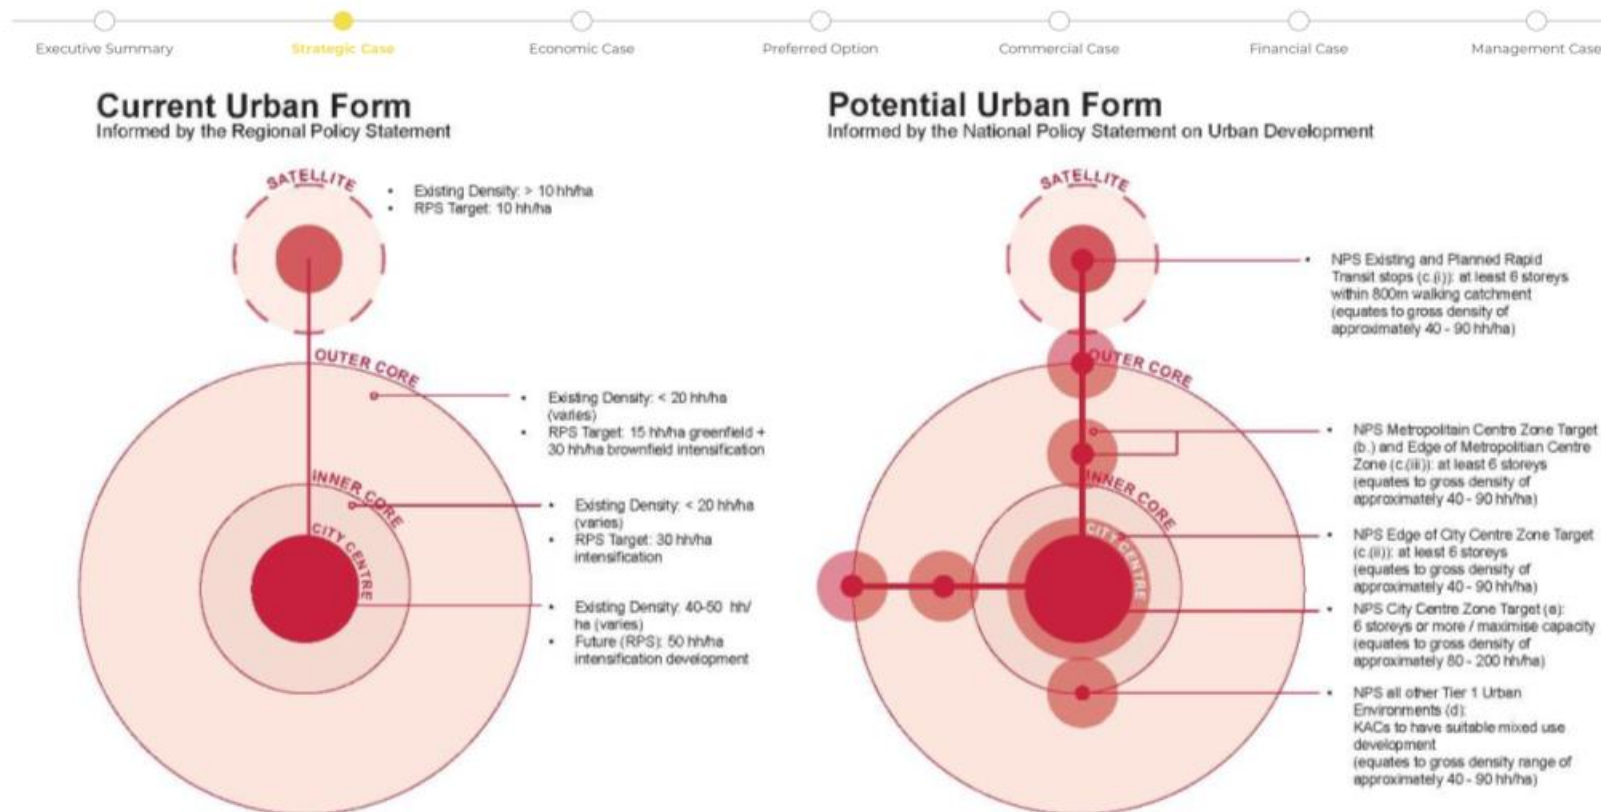 Executive Summary
Strategic Case
Economic Case
Preferred Option
Commercial Case
Financial Case
Management Case
Current Urban Form
Informed by the Regional Policy Statement
SATELLITE
• Existing Density: > 10 hh/ha
• RPS Target: 10 hh/ha
OUTER CORE
• Existing Density: < 20 hh/ha
(varies)
• RPS Target: 15 hh/ha greenfield +
30 hh/ha brownfield intensification
INNER CORE
• Existing Density: < 20 hh/ha
(varies)
• RPS Target: 30 hh/ha
intensification
CITY CENTRE
• Existing Density: 40-50 hh/
ha (varies)
• Future (RPS): 50 hh/ha
intensification development
Potential Urban Form
Informed by the National Policy Statement on Urban Development
SATELLITE
• NPS Existing and Planned Rapid
Transit stops (c.(i)): at least 6 storeys
within 800m walking catchment
(equates to gross density of
approximately 40 - 90 hh/ha)
OUTER CORE
• NPS Metropolitain Centre Zone Target
(b.) and Edge of Metropolitian Centre
Zone (c.(iii)): at least 6 storeys
(equates to gross density of
approximately 40 - 90 hh/ha)
INNER CORE
CITY CENTRE
• NPS Edge of City Centre Zone Target
(c.(ii)): at least 6 storeys
(equates to gross density of
approximately 40 - 90 hh/ha)
• NPS City Centre Zone Target (a):
6 storeys or more / maximise capacity
(equates to gross density of
approximately 80 - 200 hh/ha)
• NPS all other Tier 1 Urban
Environments (d):
KACs to have suitable mixed use
development
(equates to gross density range of
approximately 40 - 90 hh/ha)